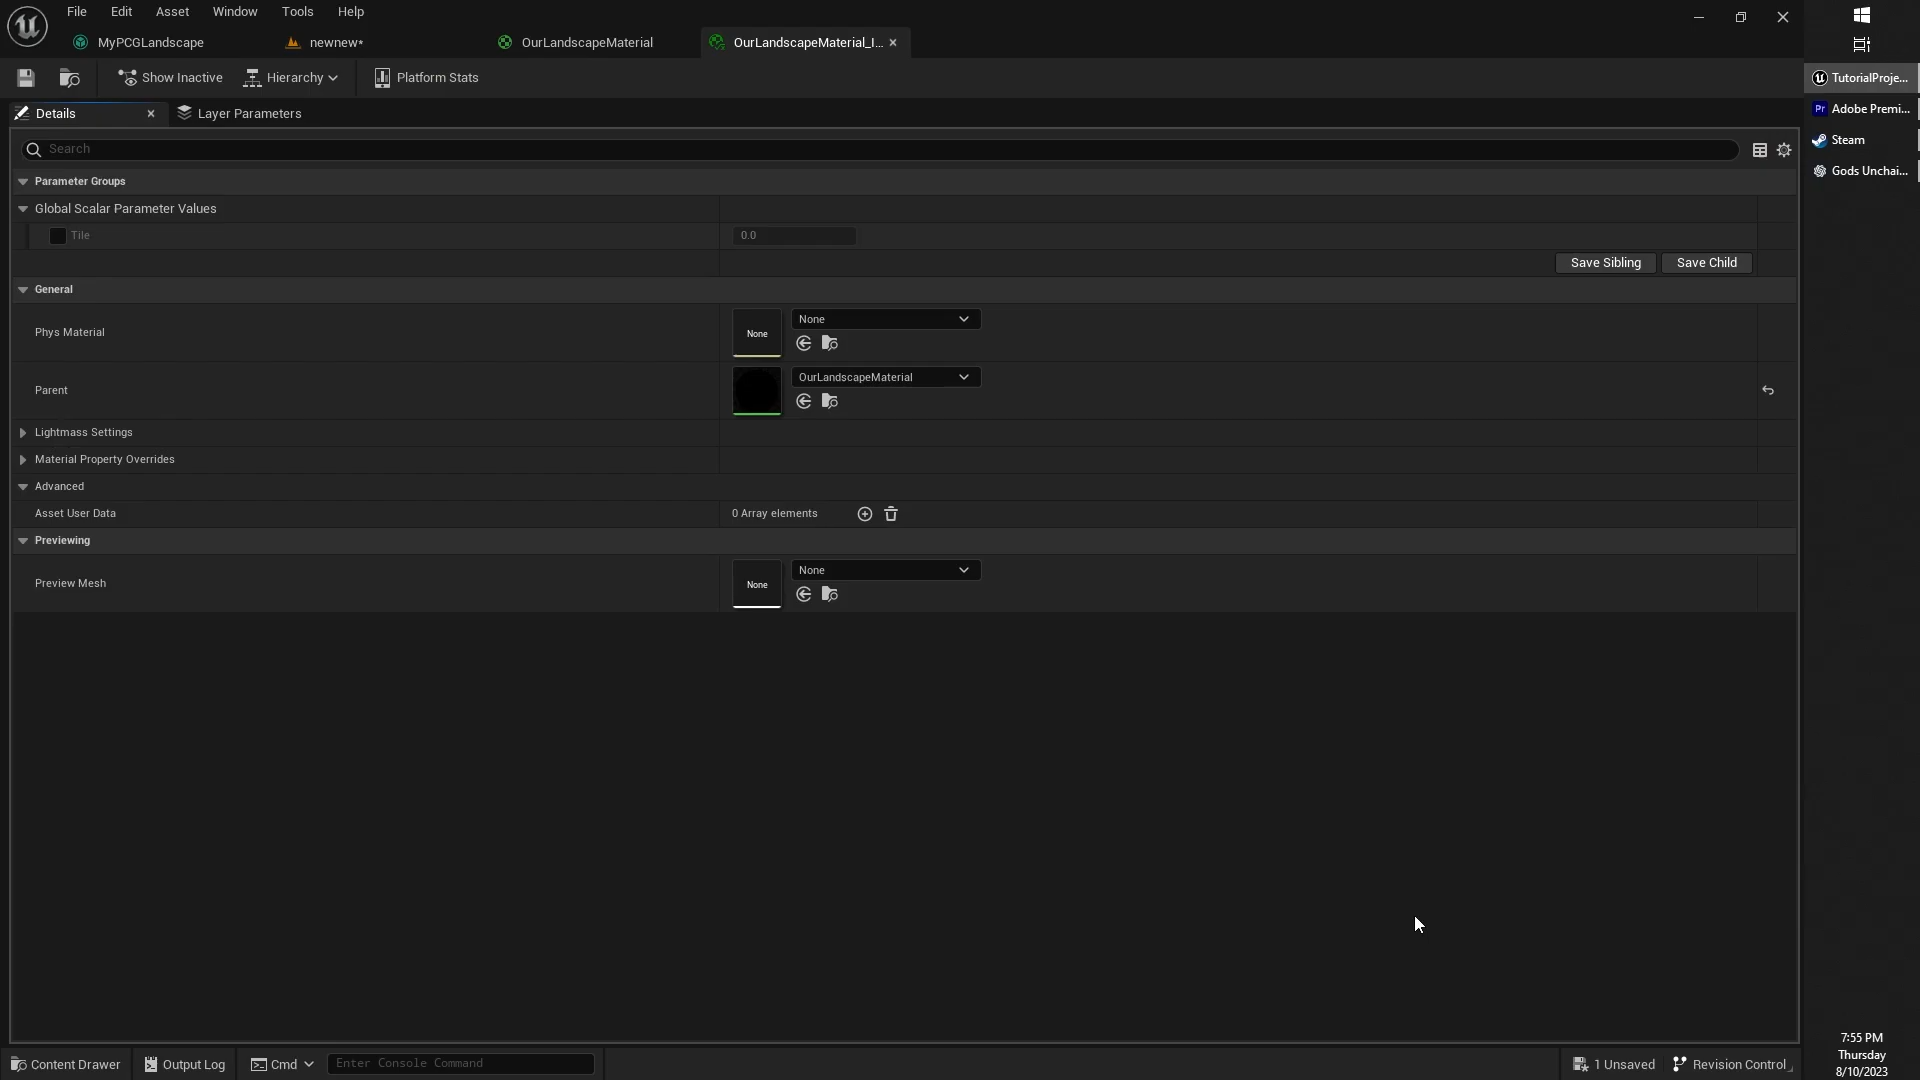 File Edit Asset Window Tools Help
MyPCGLandscape newnew* OurLandscapeMaterial OurLandscapeMaterial_I...
Show Inactive Hierarchy Platform Stats
TutorialProje...
Details Layer Parameters
Adobe Premi...
Pr
Search
Steam
Parameter Groups
Gods Unchai...
Global Scalar Parameter Values
Tile 0.0
Save Sibling Save Child
General
Phys Material None None
Parent OurLandscapeMaterial
Lightmass Settings
Material Property Overrides
Advanced
Asset User Data 0 Array elements
Previewing
Preview Mesh None None
Content Drawer Output Log Cmd Enter Console Command 1 Unsaved Revision Control
7:55 PM
Thursday
8/10/2023